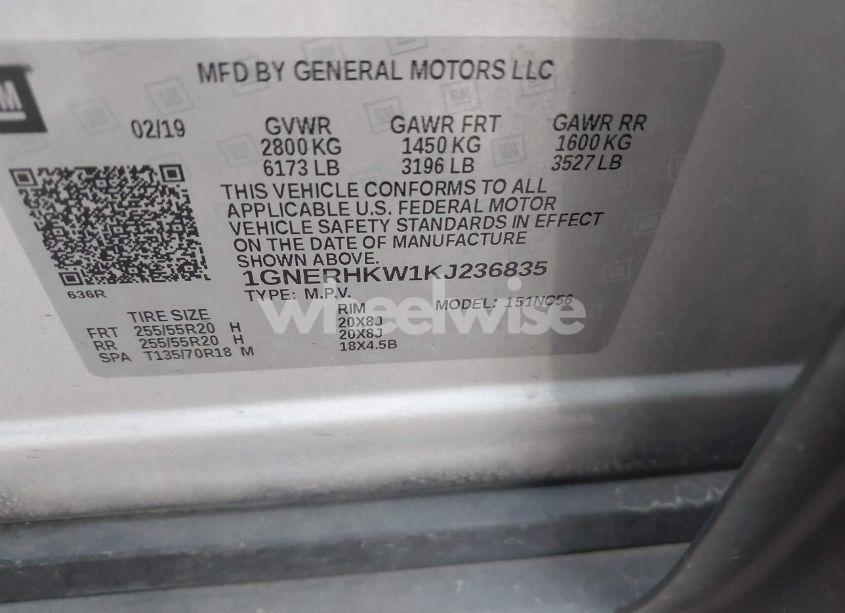 GM
MFD BY GENERAL MOTORS LLC
02/19 GVWR GAWR FRT GAWR RR
2800 KG 1450 KG 1600 KG
6173 LB 3196 LB 3527 LB
THIS VEHICLE CONFORMS TO ALL
APPLICABLE U.S. FEDERAL MOTOR
VEHICLE SAFETY STANDARDS IN EFFECT
ON THE DATE OF MANUFACTURE
SHOWN ABOVE.
1GNERHKW1KJ236835
636R
TYPE: M.P.V. MODEL: 151NC56
wheelwise
TIRE SIZE RIM
FRT 255/55R20 H 20X8J
RR 255/55R20 H 20X8J
SPA T135/70R18 M 18X4.5B